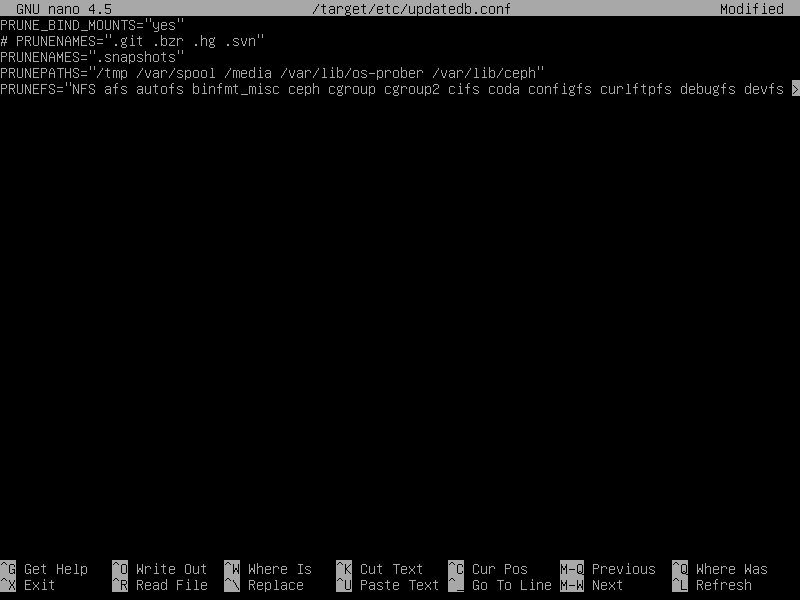 GNU nano 4.5 /target/etc/updatedb.conf Modified
PRUNE_BIND_MOUNTS="yes"
# PRUNENAMES=".git .bzr .hg .svn"
PRUNENAMES=".snapshots"
PRUNEPATHS="/tmp /var/spool /media /var/lib/os-prober /var/lib/ceph"
PRUNEFS="NFS afs autofs binfmt_misc ceph cgroup cgroup2 cifs coda configfs curlftpfs debugfs devfs >
^G Get Help ^O Write Out ^W Where Is ^K Cut Text ^C Cur Pos M-Q Previous ^Q Where Was
^X Exit ^R Read File ^\ Replace ^U Paste Text ^_ Go To Line M-W Next ^L Refresh